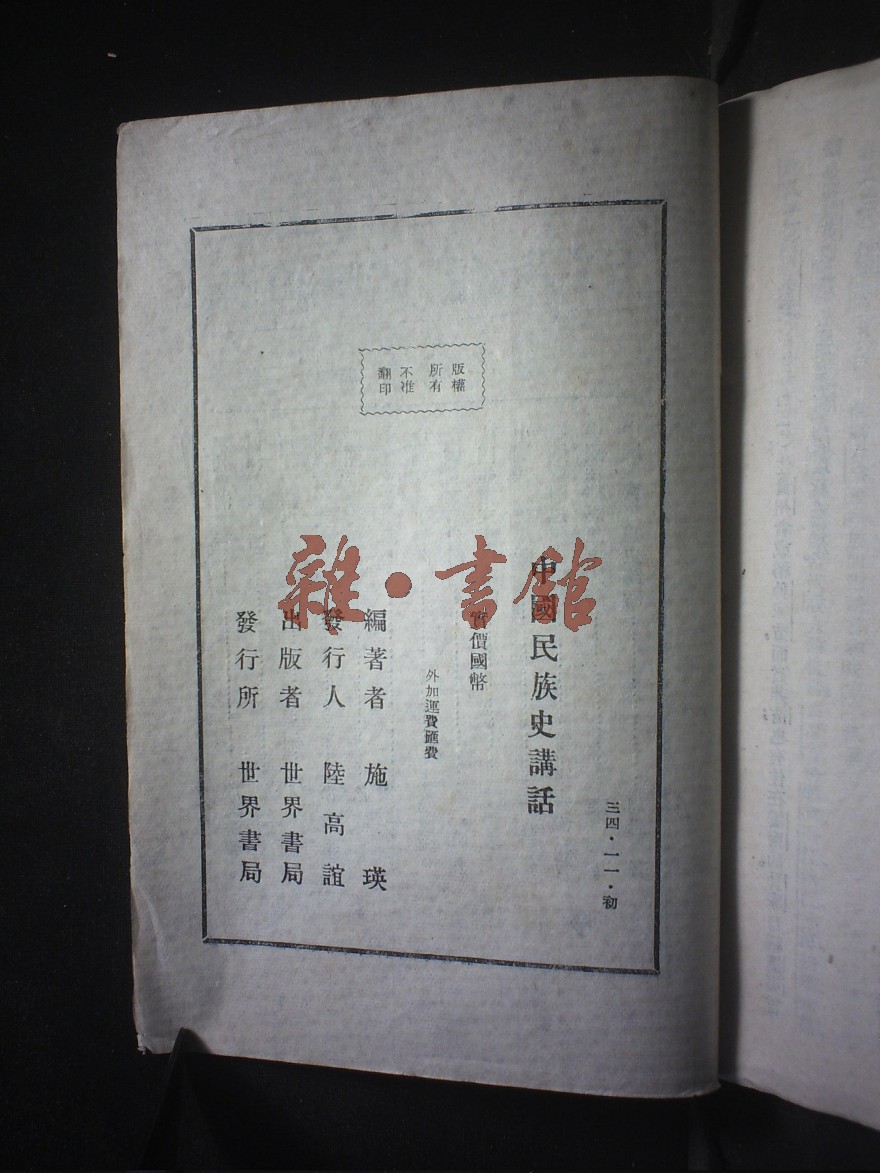 版權
所有
不准
翻印
三四·一一·初
中國民族史講話
實價國幣
外加運費匯費
編著者 施瑛
發行人 陸高誼
出版者 世界書局
發行所 世界書局
雜·書館